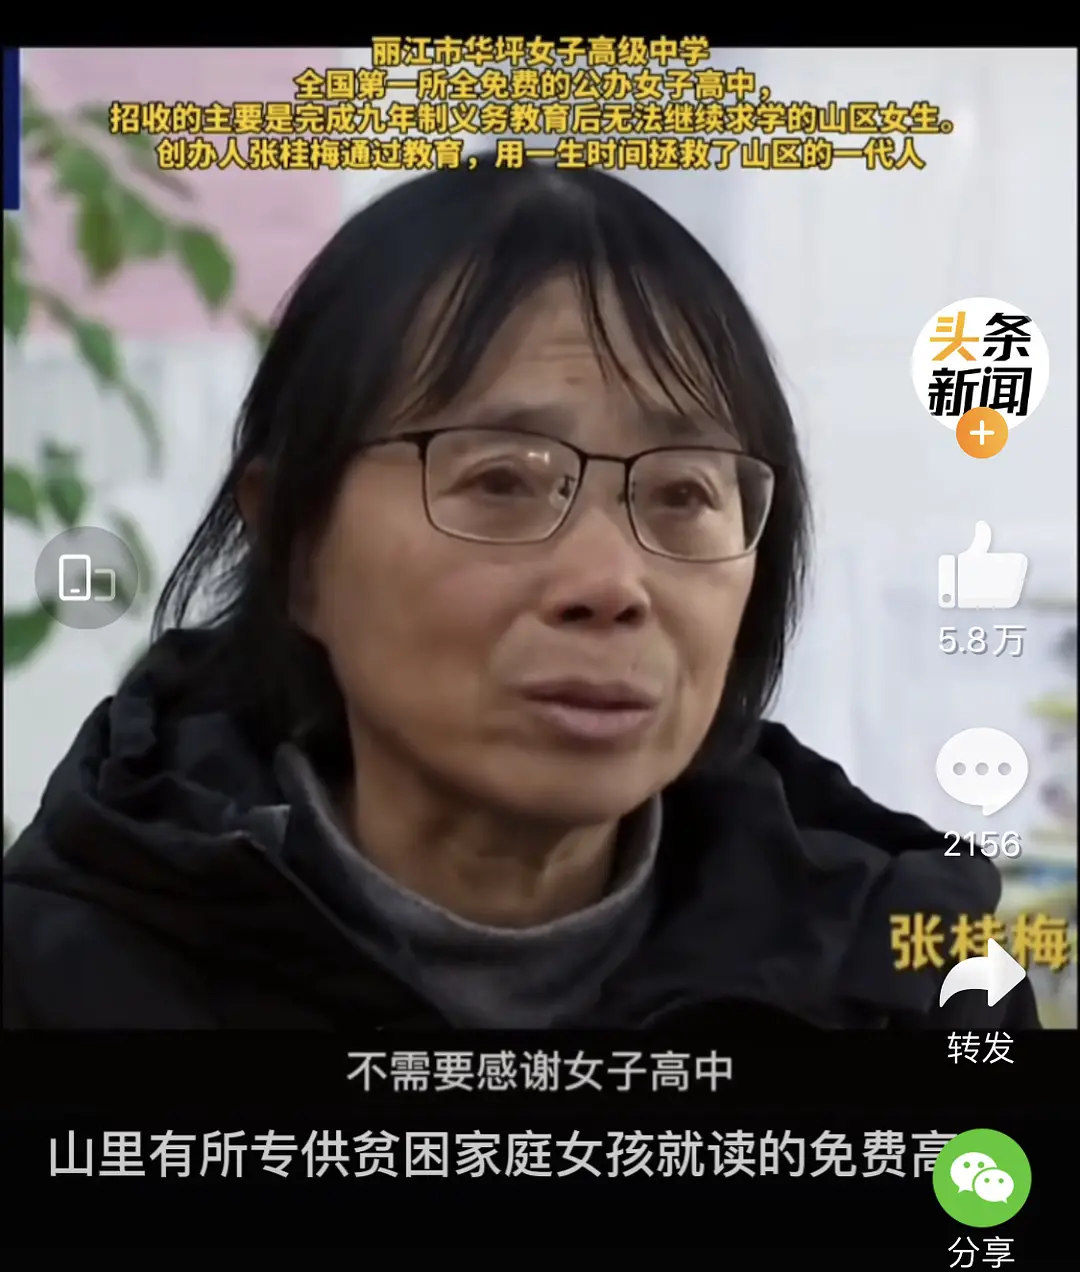 丽江市华坪女子高级中学
全国第一所全免费的公办女子高中，
招收的主要是完成九年制义务教育后无法继续求学的山区女生。
创办人张桂梅通过教育，用一生时间拯救了山区的一代人
头条
新闻
5.8万
2156
张桂梅
转发
不需要感谢女子高中
山里有所专供贫困家庭女孩就读的免费高
分享